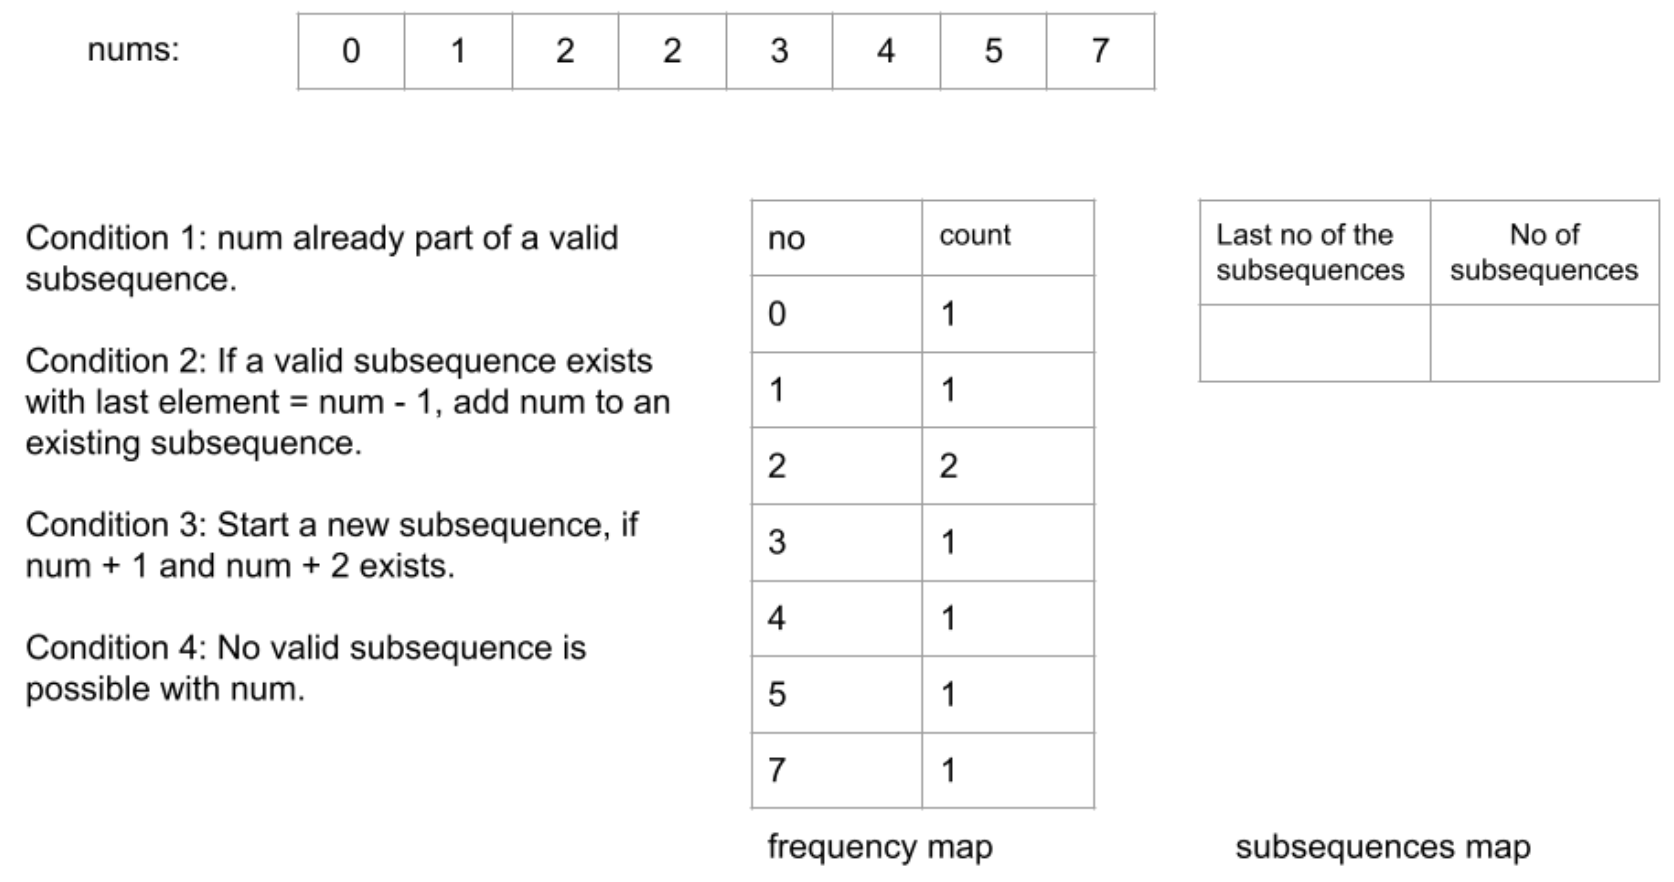 nums: 0 1 2 2 3 4 5 7
Condition 1: num already part of a valid
subsequence.
Condition 2: If a valid subsequence exists
with last element = num - 1, add num to an
existing subsequence.
Condition 3: Start a new subsequence, if
num + 1 and num + 2 exists.
Condition 4: No valid subsequence is
possible with num.
no count
0 1
1 1
2 2
3 1
4 1
5 1
7 1
frequency map
Last no of the
subsequences
No of
subsequences
subsequences map